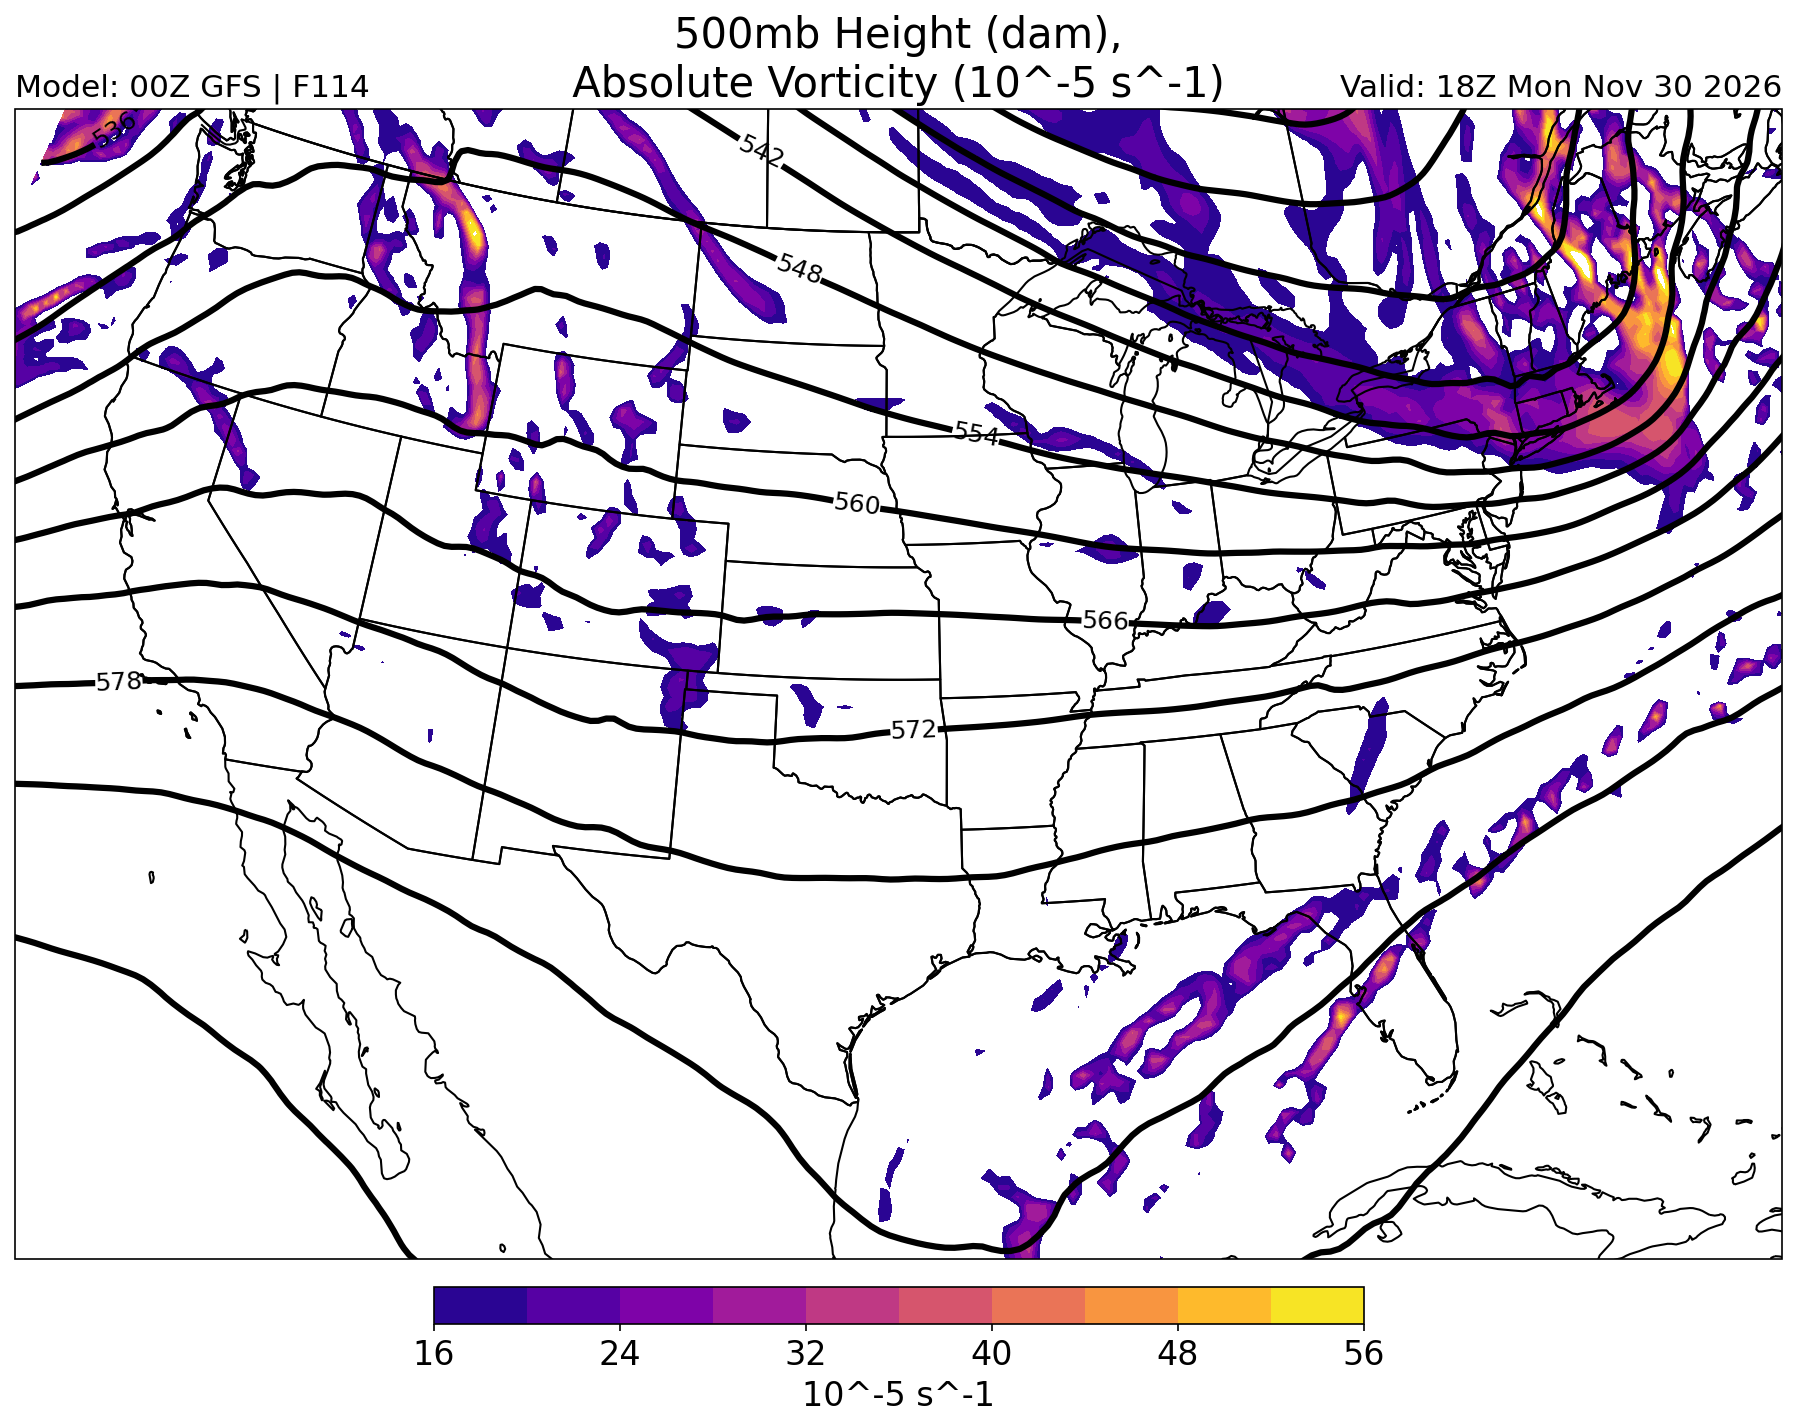 500mb Height (dam),
Model: 00Z GFS | F114
Absolute Vorticity (10^-5 s^-1)
Valid: 18Z Mon Nov 30 2026
536
542
548
554
560
566
578
572
16 24 32 40 48 56
10^-5 s^-1